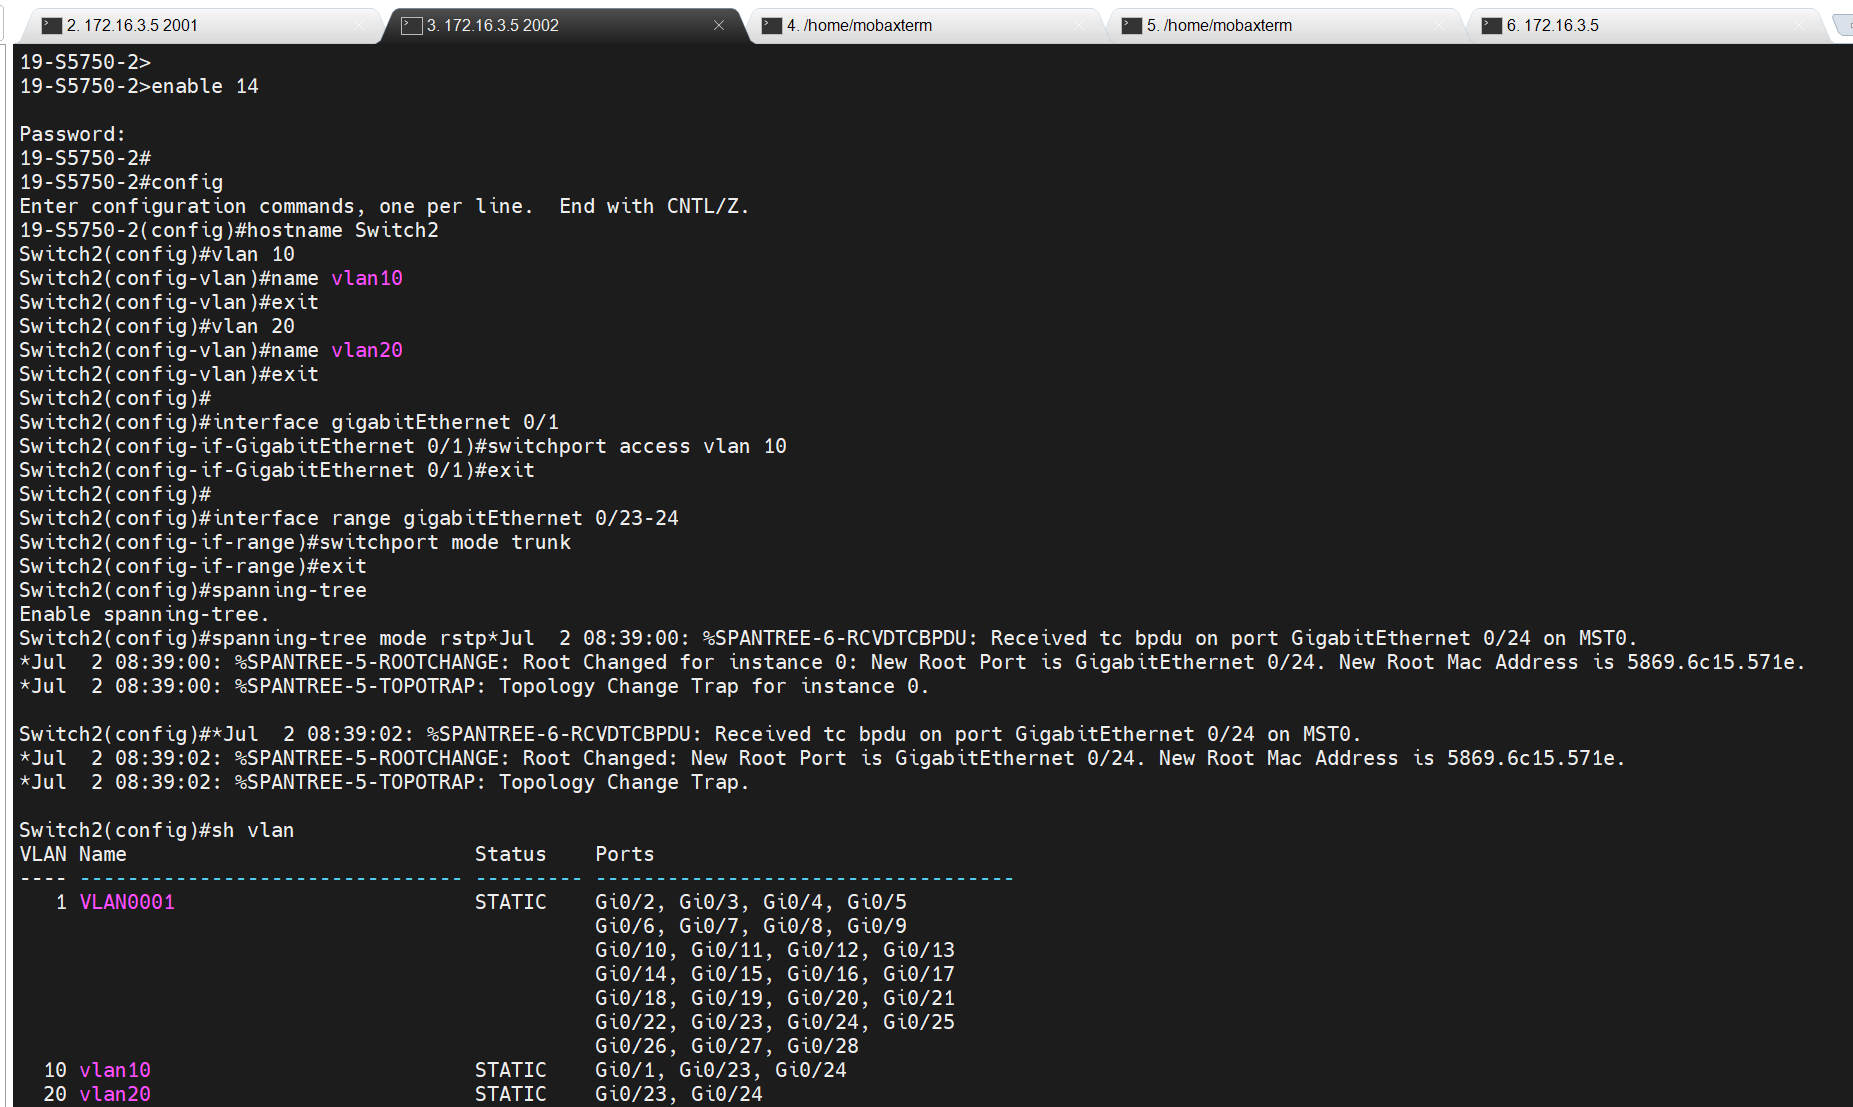 2. 172.16.3.5 2001
3. 172.16.3.5 2002
4. /home/mobaxterm
5. /home/mobaxterm
6. 172.16.3.5
19-S5750-2>
19-S5750-2>enable 14
Password:
19-S5750-2#
19-S5750-2#config
Enter configuration commands, one per line.  End with CNTL/Z.
19-S5750-2(config)#hostname Switch2
Switch2(config)#vlan 10
Switch2(config-vlan)#name vlan10
Switch2(config-vlan)#exit
Switch2(config)#vlan 20
Switch2(config-vlan)#name vlan20
Switch2(config-vlan)#exit
Switch2(config)#
Switch2(config)#interface gigabitEthernet 0/1
Switch2(config-if-GigabitEthernet 0/1)#switchport access vlan 10
Switch2(config-if-GigabitEthernet 0/1)#exit
Switch2(config)#
Switch2(config)#interface range gigabitEthernet 0/23-24
Switch2(config-if-range)#switchport mode trunk
Switch2(config-if-range)#exit
Switch2(config)#spanning-tree
Enable spanning-tree.
Switch2(config)#spanning-tree mode rstp*Jul  2 08:39:00: %SPANTREE-6-RCVDTCBPDU: Received tc bpdu on port GigabitEthernet 0/24 on MST0.
*Jul  2 08:39:00: %SPANTREE-5-ROOTCHANGE: Root Changed for instance 0: New Root Port is GigabitEthernet 0/24. New Root Mac Address is 5869.6c15.571e.
*Jul  2 08:39:00: %SPANTREE-5-TOPOTRAP: Topology Change Trap for instance 0.
Switch2(config)#*Jul  2 08:39:02: %SPANTREE-6-RCVDTCBPDU: Received tc bpdu on port GigabitEthernet 0/24 on MST0.
*Jul  2 08:39:02: %SPANTREE-5-ROOTCHANGE: Root Changed: New Root Port is GigabitEthernet 0/24. New Root Mac Address is 5869.6c15.571e.
*Jul  2 08:39:02: %SPANTREE-5-TOPOTRAP: Topology Change Trap.
Switch2(config)#sh vlan
VLAN Name                             Status    Ports
---- -------------------------------- --------- -----------------------------------
1 VLAN0001                         STATIC    Gi0/2, Gi0/3, Gi0/4, Gi0/5
Gi0/6, Gi0/7, Gi0/8, Gi0/9
Gi0/10, Gi0/11, Gi0/12, Gi0/13
Gi0/14, Gi0/15, Gi0/16, Gi0/17
Gi0/18, Gi0/19, Gi0/20, Gi0/21
Gi0/22, Gi0/23, Gi0/24, Gi0/25
Gi0/26, Gi0/27, Gi0/28
10 vlan10                           STATIC    Gi0/1, Gi0/23, Gi0/24
20 vlan20                           STATIC    Gi0/23, Gi0/24